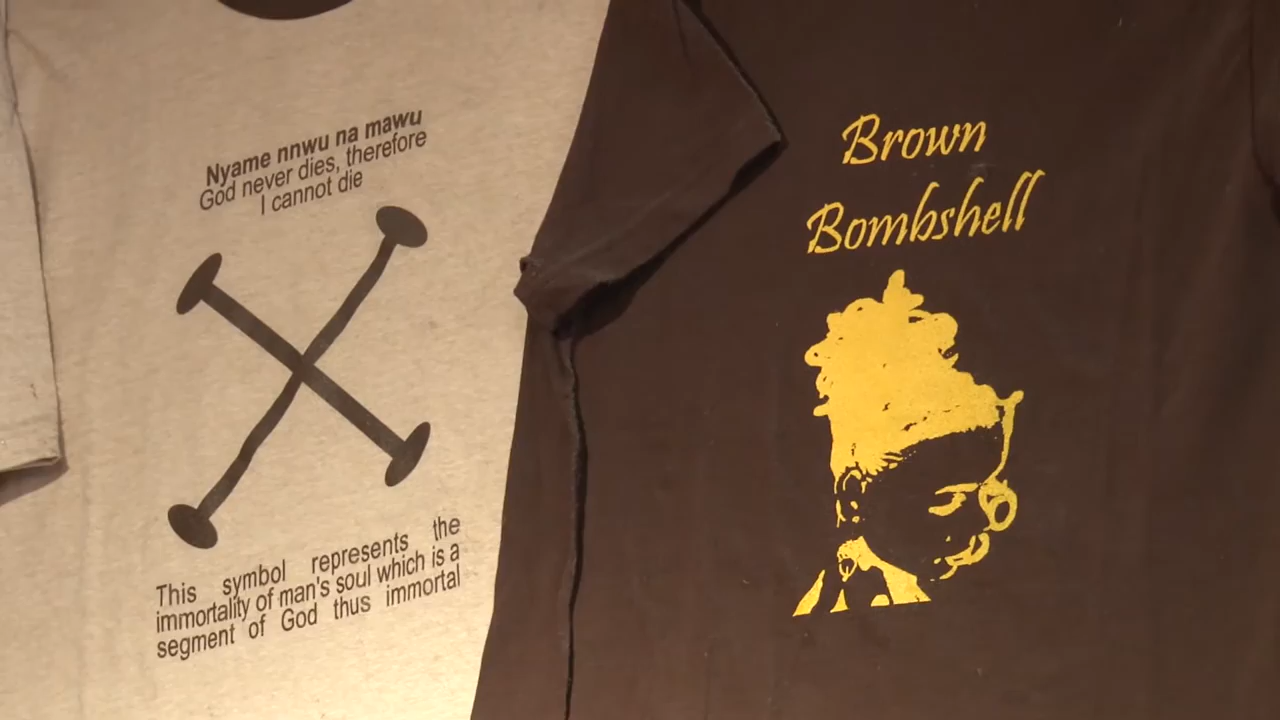 Nyame nnwu na mawu
God never dies, therefore
I cannot die
This symbol represents the
immortality of man's soul which is a
segment of God thus immortal
Brown
Bombshell